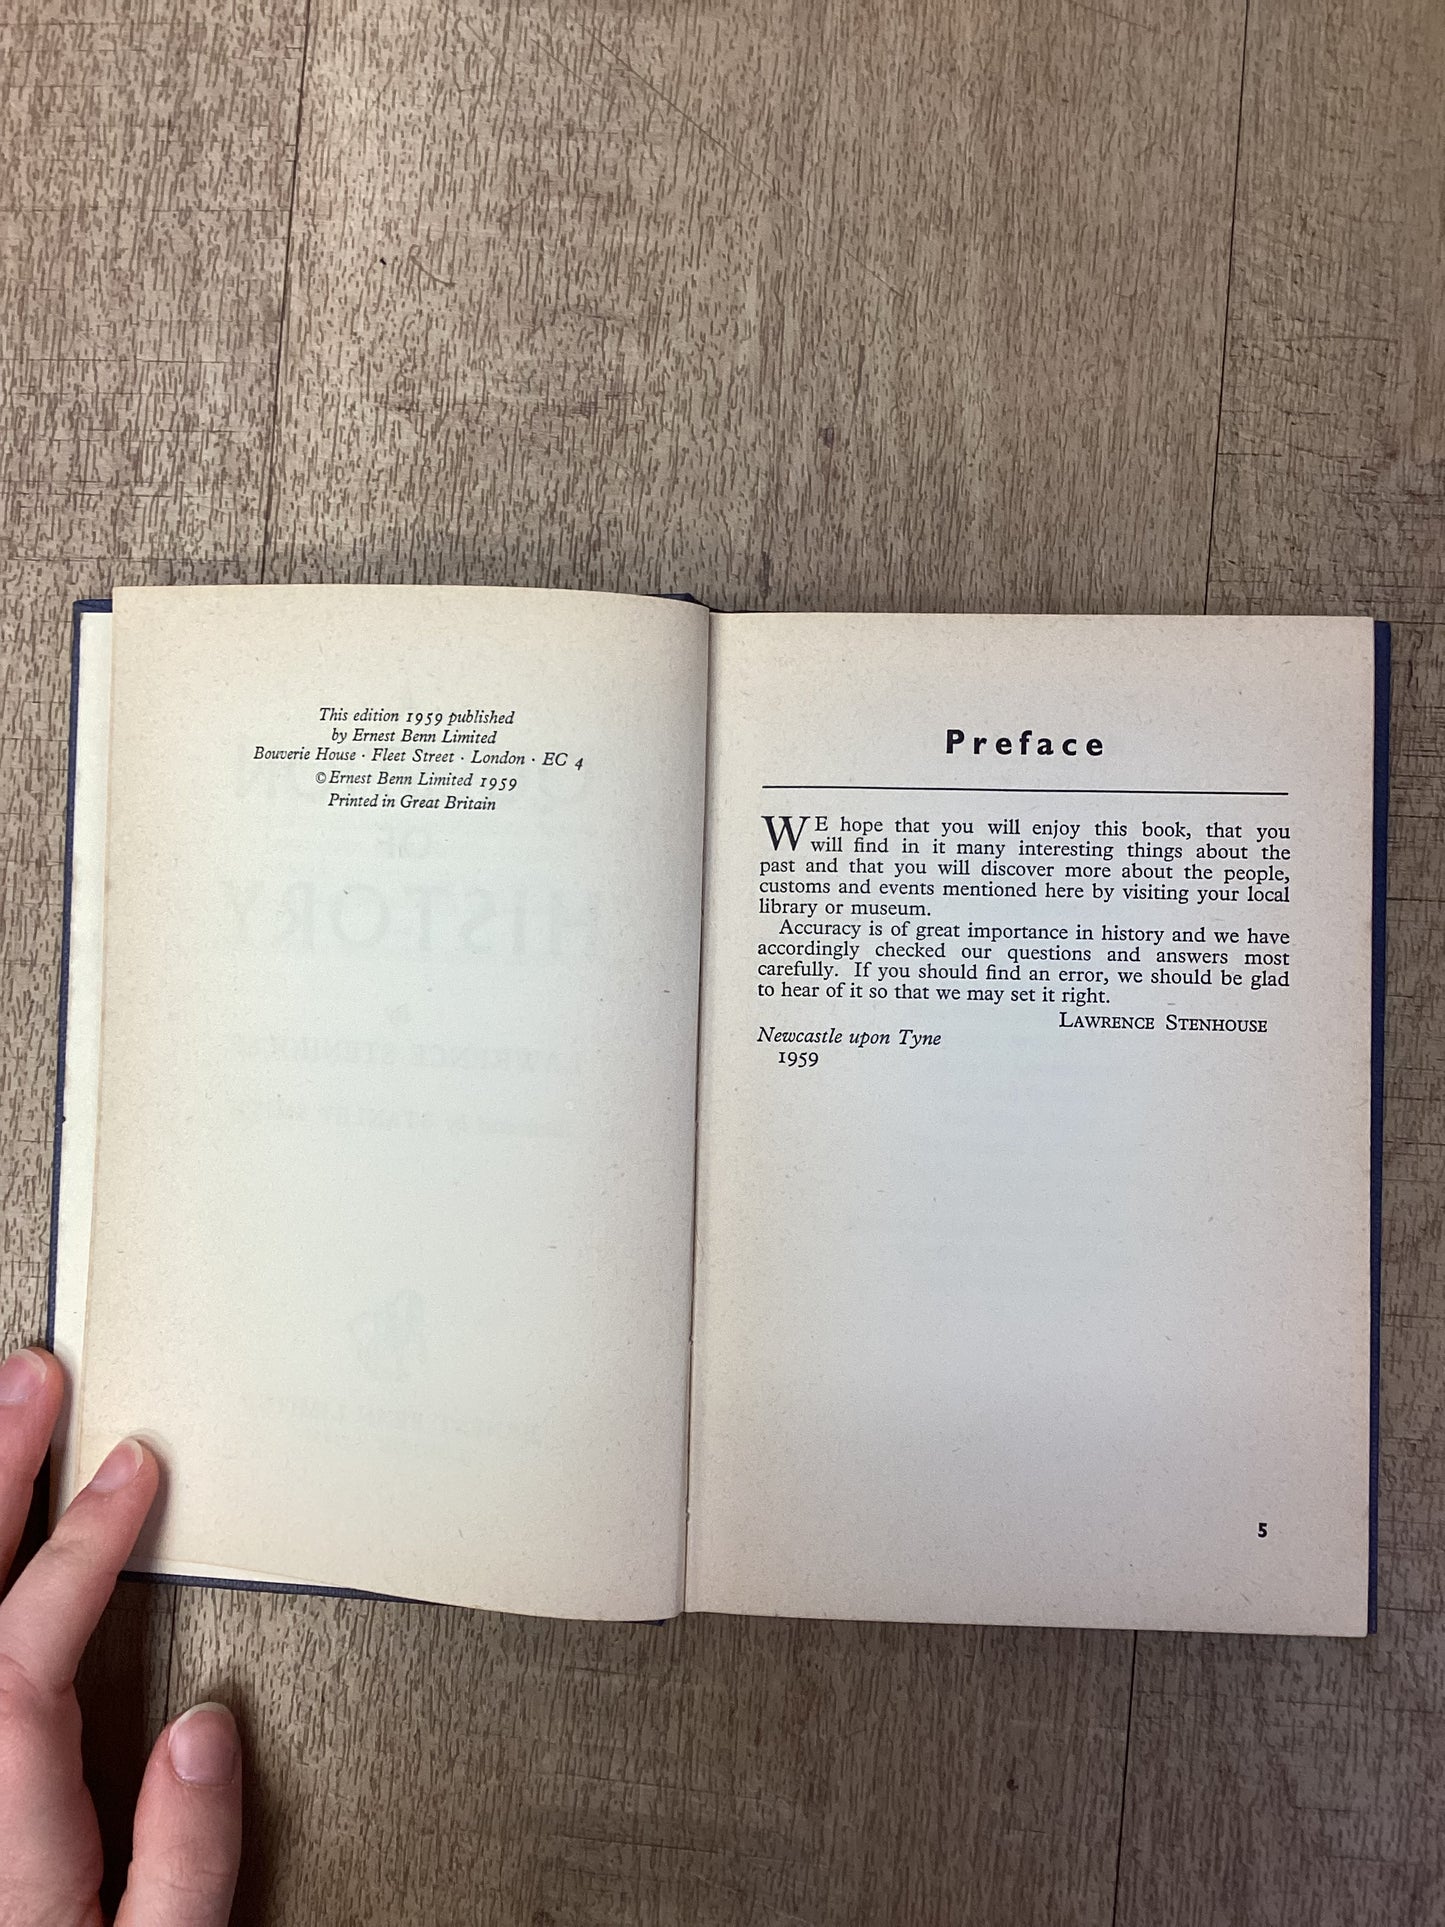 This edition 1959 published
by Ernest Benn Limited
Bouverie House · Fleet Street · London · EC 4
© Ernest Benn Limited 1959
Printed in Great Britain
Preface
WE hope that you will enjoy this book, that you
will find in it many interesting things about the
past and that you will discover more about the people,
customs and events mentioned here by visiting your local
library or museum.
Accuracy is of great importance in history and we have
accordingly checked our questions and answers most
carefully. If you should find an error, we should be glad
to hear of it so that we may set it right.
LAWRENCE STENHOUSE
Newcastle upon Tyne
1959
5